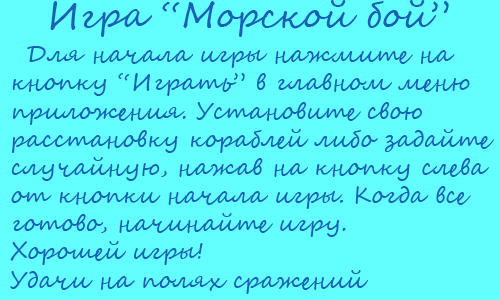 Игра “Морской бой”
Для начала игры нажмите на
кнопку “Играть” в главном меню
приложения. Установите свою
расстановку кораблей либо задайте
случайную, нажав на кнопку слева
от кнопки начала игры. Когда все
готово, начинайте игру.
Хорошей игры!
Удачи на полях сражений